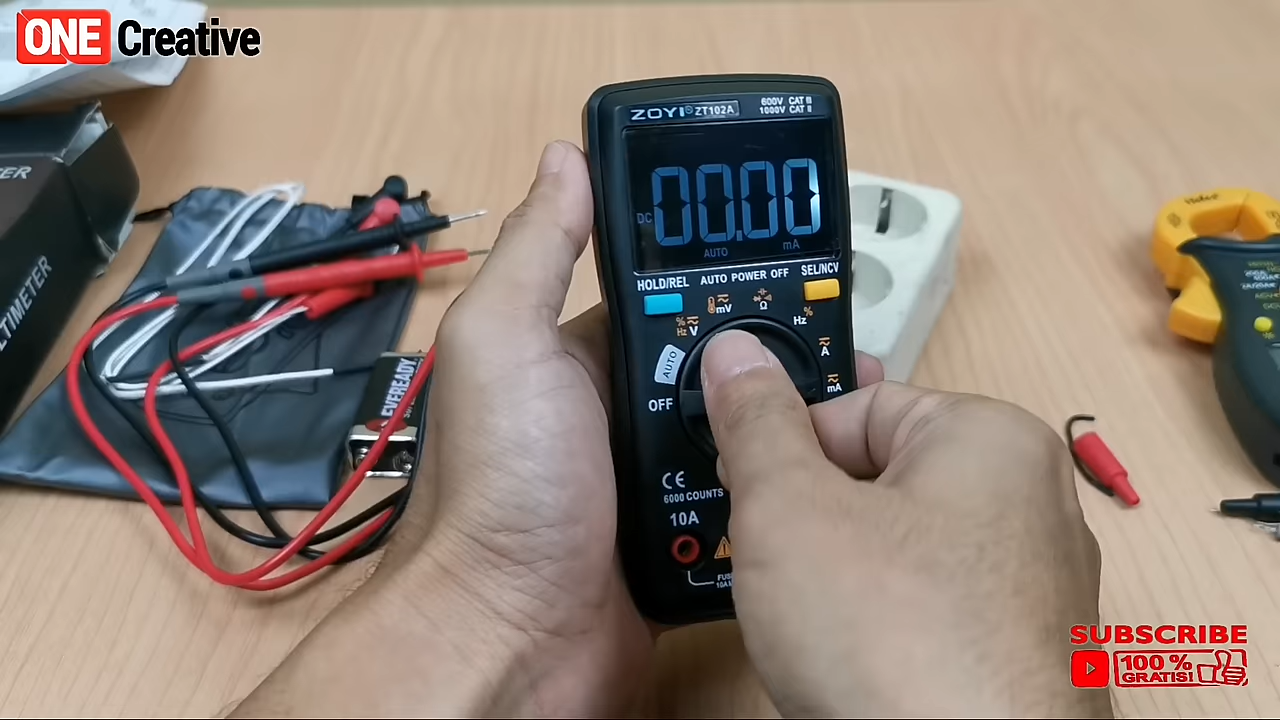 ONE Creative
ZOYI ZT102A
600V CAT III
1000V CAT II
00.00
DC
AUTO
mA
HOLD/REL
AUTO POWER OFF
SEL/NCV
mV
Ω
% Hz V
Hz %
AUTO
A
OFF
mA
CE
6000 COUNTS
10A
EVEREADY
LTIMETER
SUBSCRIBE
100 %
GRATIS!